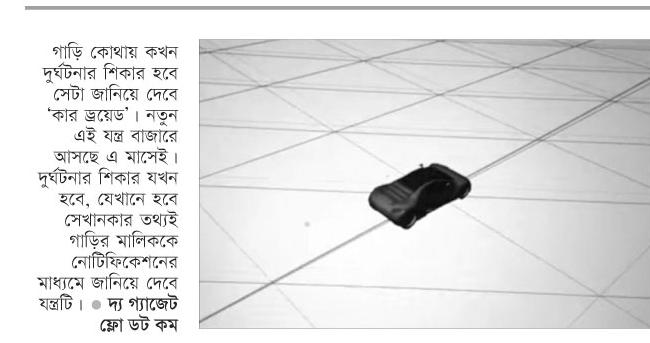 গাড়ি কোথায় কখন
দুর্ঘটনার শিকার হবে
সেটা জানিয়ে দেবে
‘কার ড্রয়েড’। নতুন
এই যন্ত্র বাজারে
আসছে এ মাসেই।
দুর্ঘটনার শিকার যখন
হবে, যেখানে হবে
সেখানকার তথ্যই
গাড়ির মালিককে
নোটিফিকেশনের
মাধ্যমে জানিয়ে দেবে
যন্ত্রটি। ● দ্য গ্যাজেট
ফ্লো ডট কম